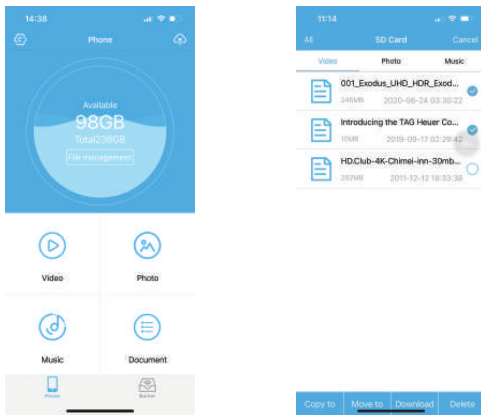 14:38
Phone
Available
98GB
Total238GB
File management
Video
Photo
Music
Document
Phone
11:14
All
SD Card
Cancel
Video
Photo
Music
001_Exodus_UHD_HDR_Exod...
246MB 2020-06-24 03:30:22
Introducing the TAG Heuer Co...
10MB 2019-09-17 02:29:42
HD.Club-4K-Chimei-inn-30mb...
2011-12-12 18:33:38
Copy to
Move to
Download
Delete